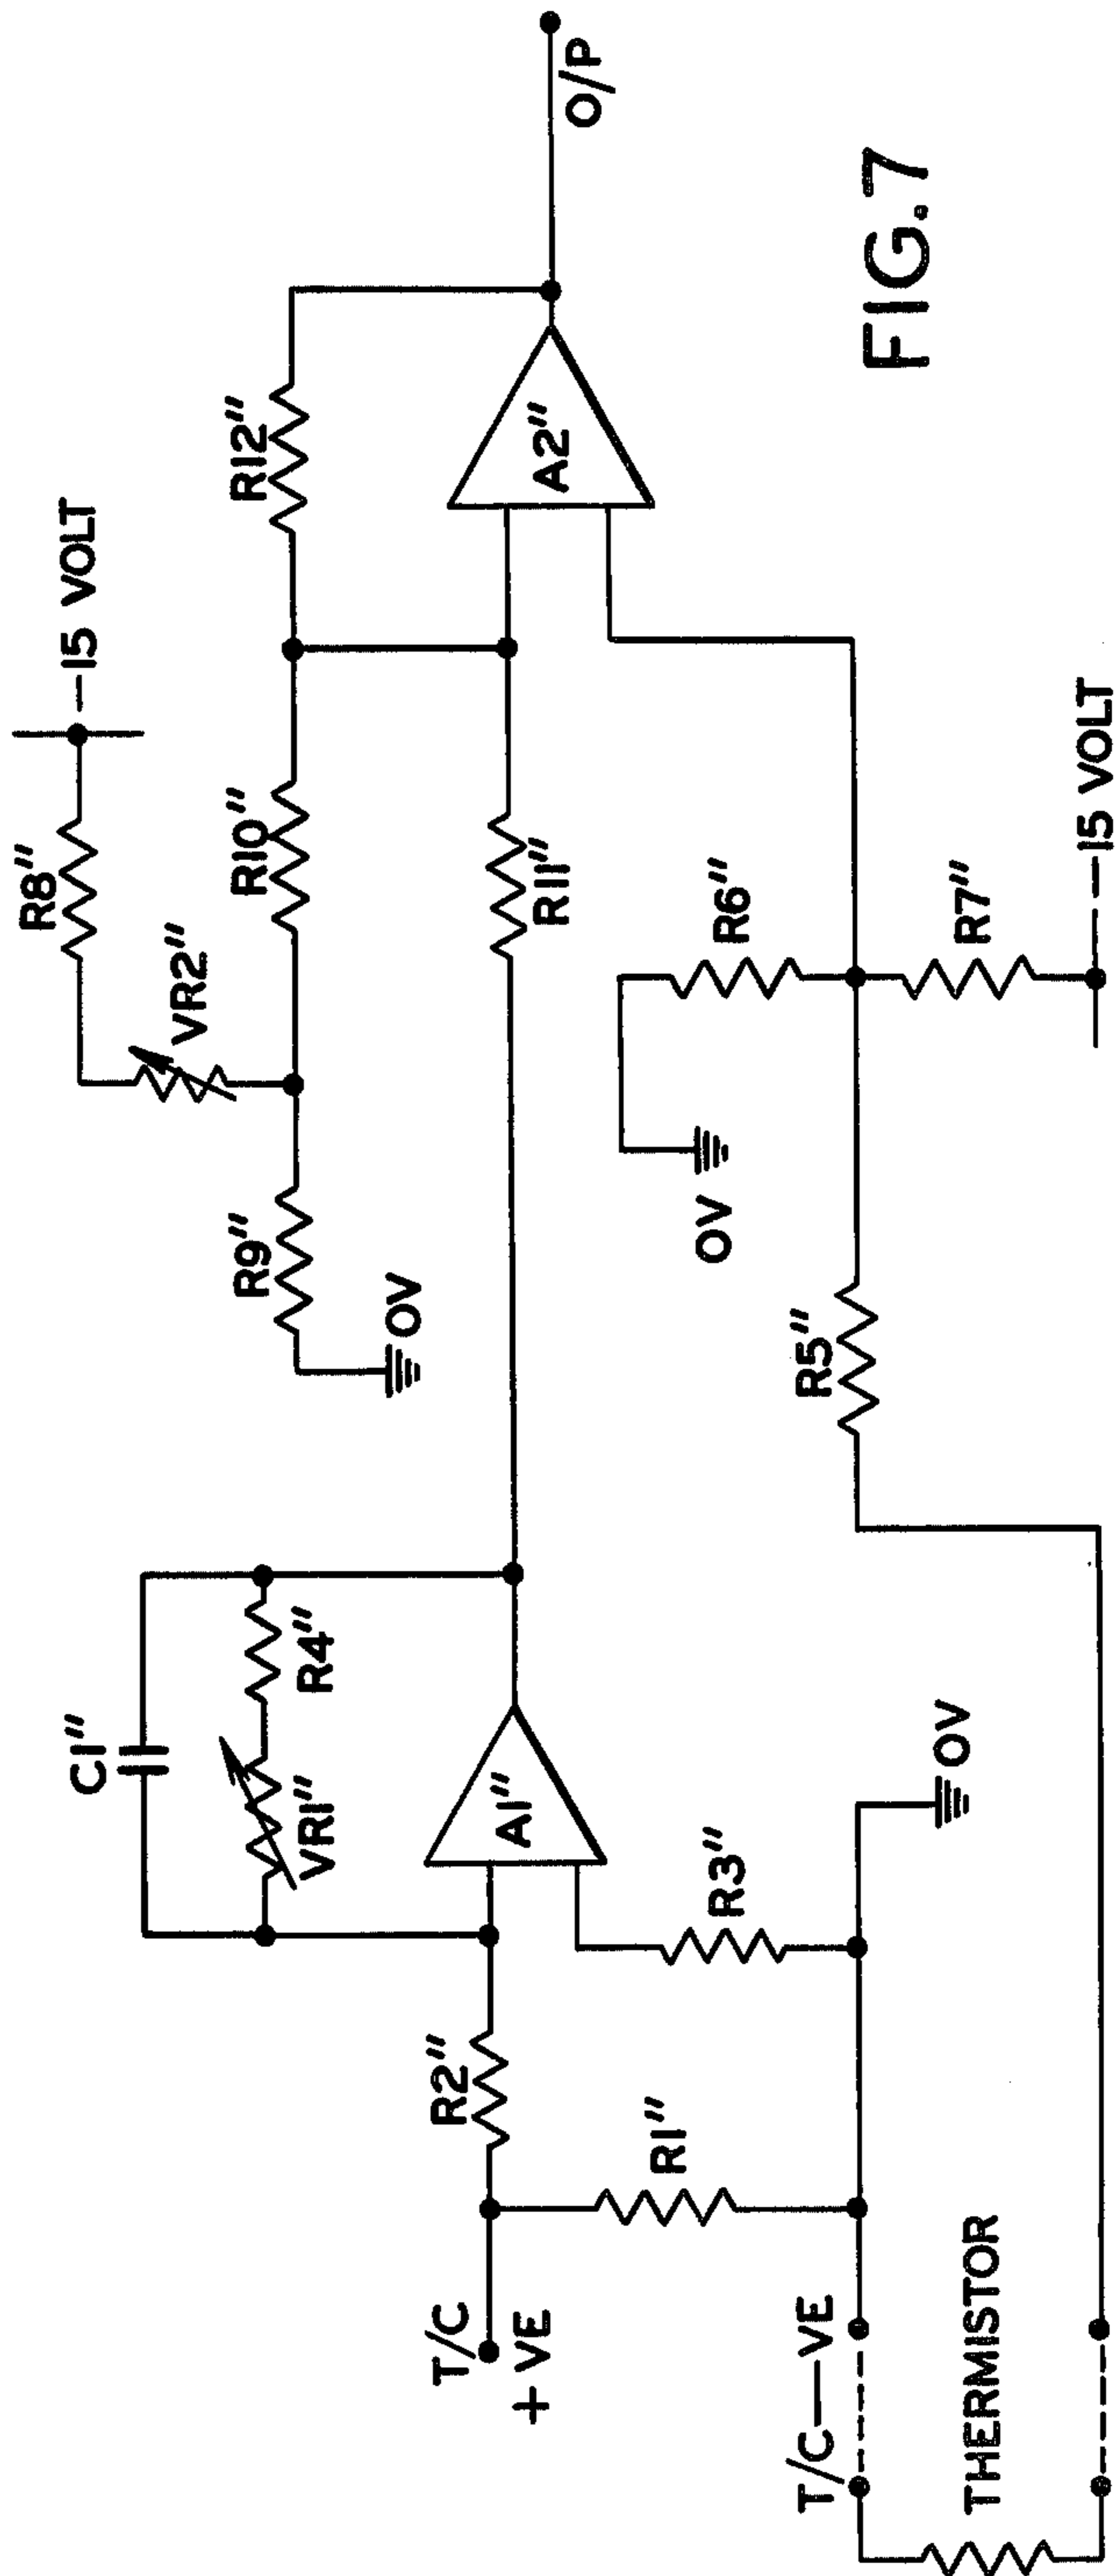 R8"
—15 VOLT
VR2"
R9"
R10"
R12"
OV
C1"
VR1"
R4"
T/C
+ VE
R2"
A1"
R11"
A2"
O/P
R1"
R3"
OV
R6"
OV
R5"
R7"
T/C—VE
THERMISTOR
—15 VOLT
FIG.7